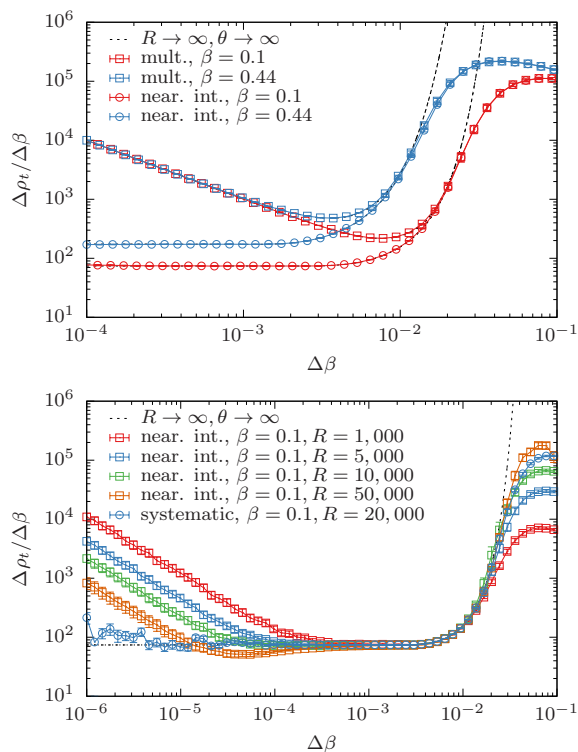 10^6
10^5
10^4
10^3
10^2
10^1
Δρ_t/Δβ
R → ∞, θ → ∞
mult., β = 0.1
mult., β = 0.44
near. int., β = 0.1
near. int., β = 0.44
10^−4 10^−3 10^−2 10^−1
Δβ
10^6
10^5
10^4
10^3
10^2
10^1
Δρ_t/Δβ
R → ∞, θ → ∞
near. int., β = 0.1, R = 1,000
near. int., β = 0.1, R = 5,000
near. int., β = 0.1, R = 10,000
near. int., β = 0.1, R = 50,000
systematic, β = 0.1, R = 20,000
10^−6 10^−5 10^−4 10^−3 10^−2 10^−1
Δβ